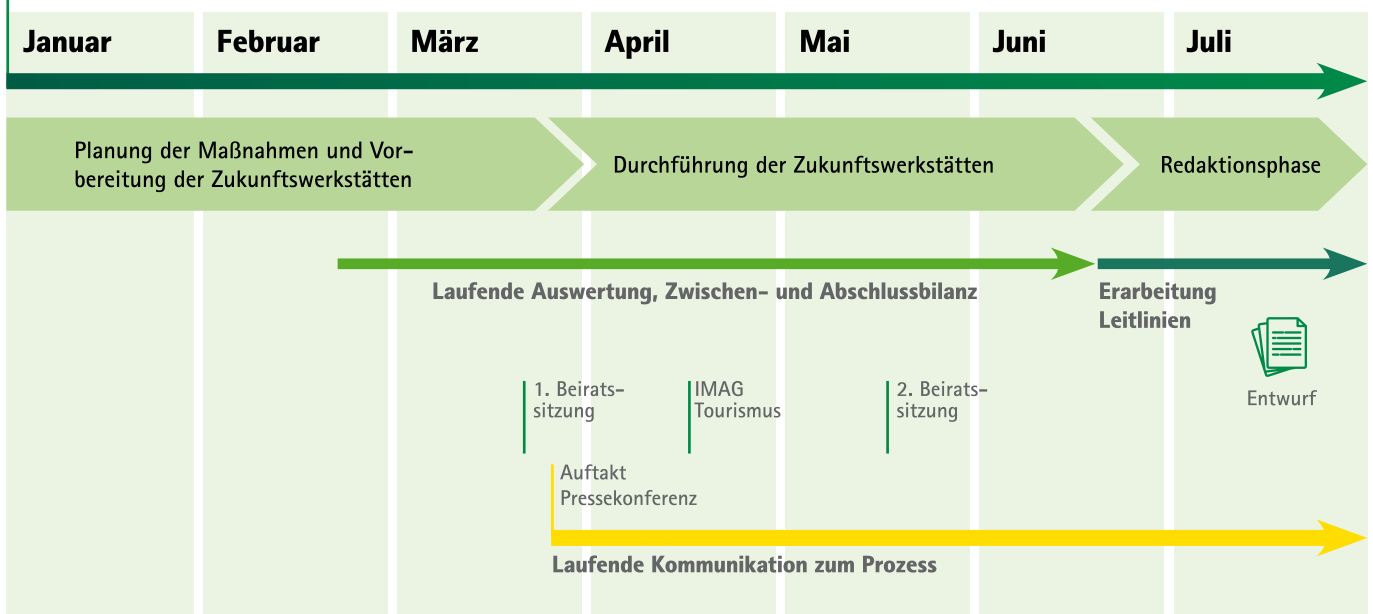 Januar
Februar
März
April
Mai
Juni
Juli
Planung der Maßnahmen und Vor-
bereitung der Zukunftswerkstätten
Durchführung der Zukunftswerkstätten
Redaktionsphase
Laufende Auswertung, Zwischen- und Abschlussbilanz
Erarbeitung
Leitlinien
Entwurf
1. Beirats-
sitzung
IMAG
Tourismus
2. Beirats-
sitzung
Auftakt
Pressekonferenz
Laufende Kommunikation zum Prozess